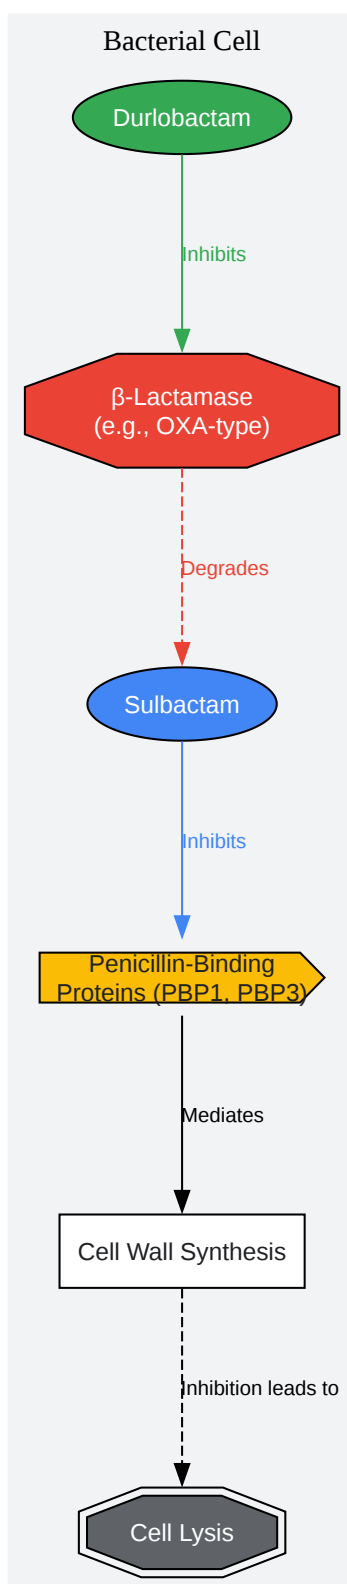 Bacterial Cell
Durlobactam
Inhibits
β-Lactamase
(e.g., OXA-type)
Degrades
Sulbactam
Inhibits
Penicillin-Binding
Proteins (PBP1, PBP3)
Mediates
Cell Wall Synthesis
Inhibition leads to
Cell Lysis